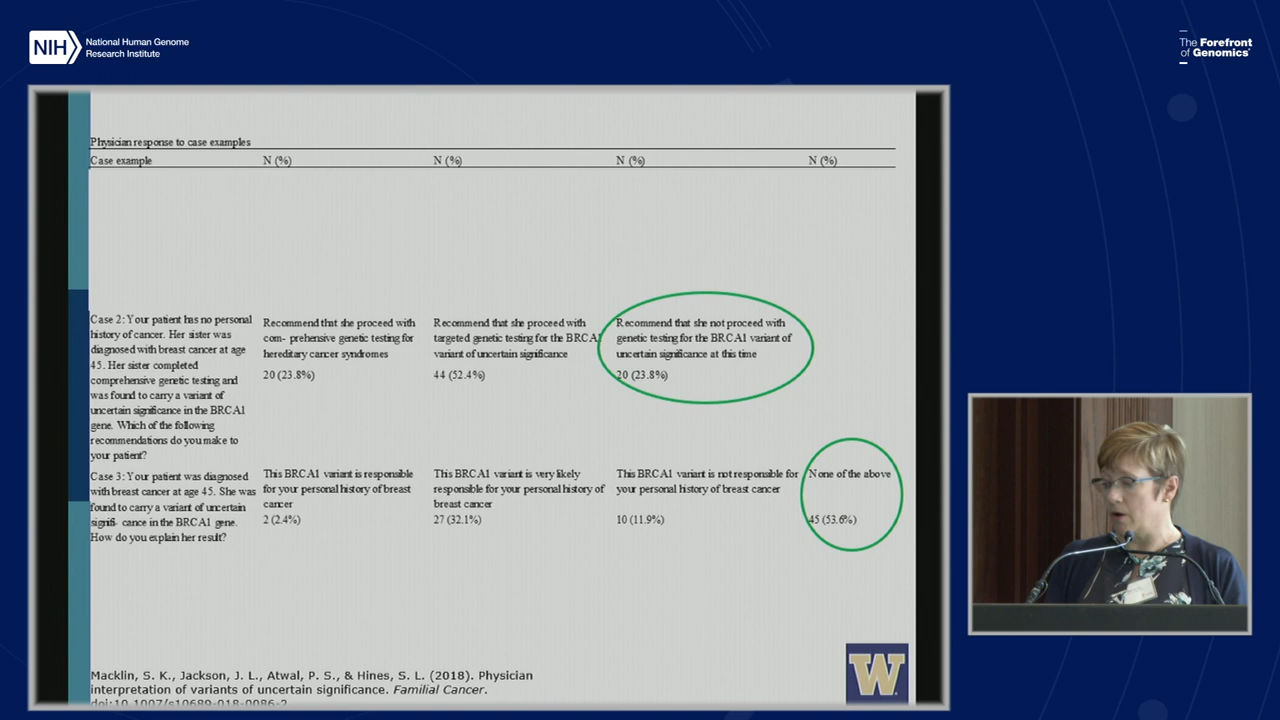 NIH
National Human Genome
Research Institute
The Forefront
of Genomics
Physician response to case examples
Case example N (%) N (%) N (%) N (%)
Case 2: Your patient has no personal
history of cancer. Her sister was
diagnosed with breast cancer at age
45. Her sister completed
comprehensive genetic testing and
was found to carry a variant of
uncertain significance in the BRCA1
gene. Which of the following
recommendations do you make to
your patient?
Recommend that she proceed with
com- prehensive genetic testing for
hereditary cancer syndromes
20 (23.8%)
Recommend that she proceed with
targeted genetic testing for the BRCA1
variant of uncertain significance
44 (52.4%)
Recommend that she not proceed with
genetic testing for the BRCA1 variant of
uncertain significance at this time
20 (23.8%)
Case 3: Your patient was diagnosed
with breast cancer at age 45. She was
found to carry a variant of uncertain
signifi- cance in the BRCA1 gene.
How do you explain her result?
This BRCA1 variant is responsible
for your personal history of breast
cancer
2 (2.4%)
This BRCA1 variant is very likely
responsible for your personal history of
breast cancer
27 (32.1%)
This BRCA1 variant is not responsible for
your personal history of breast cancer
10 (11.9%)
None of the above
45 (53.6%)
Macklin, S. K., Jackson, J. L., Atwal, P. S., & Hines, S. L. (2018). Physician
interpretation of variants of uncertain significance. Familial Cancer.
doi:10.1007/s10689-018-0086-2
W